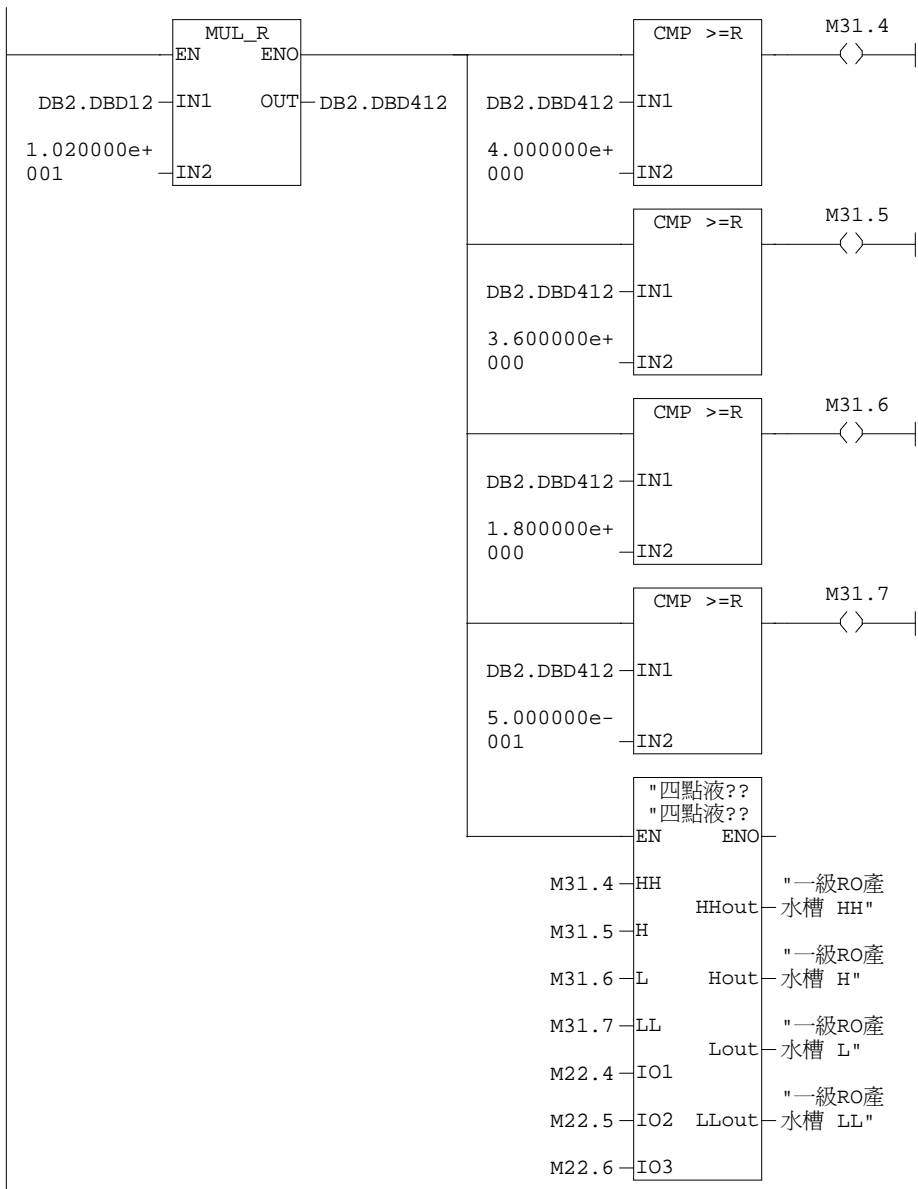 MUL_R
EN ENO
DB2.DBD12 IN1 OUT DB2.DBD412
1.020000e+
001 IN2
CMP >=R
M31.4
DB2.DBD412 IN1
4.000000e+
000 IN2
CMP >=R
M31.5
DB2.DBD412 IN1
3.600000e+
000 IN2
CMP >=R
M31.6
DB2.DBD412 IN1
1.800000e+
000 IN2
CMP >=R
M31.7
DB2.DBD412 IN1
5.000000e-
001 IN2
"四點液??
"四點液??
EN ENO
M31.4 HH
HHout "一級RO產
水槽 HH"
M31.5 H
M31.6 L
Hout "一級RO產
水槽 H"
M31.7 LL
Lout "一級RO產
水槽 L"
M22.4 IO1
M22.5 IO2
LLout "一級RO產
水槽 LL"
M22.6 IO3